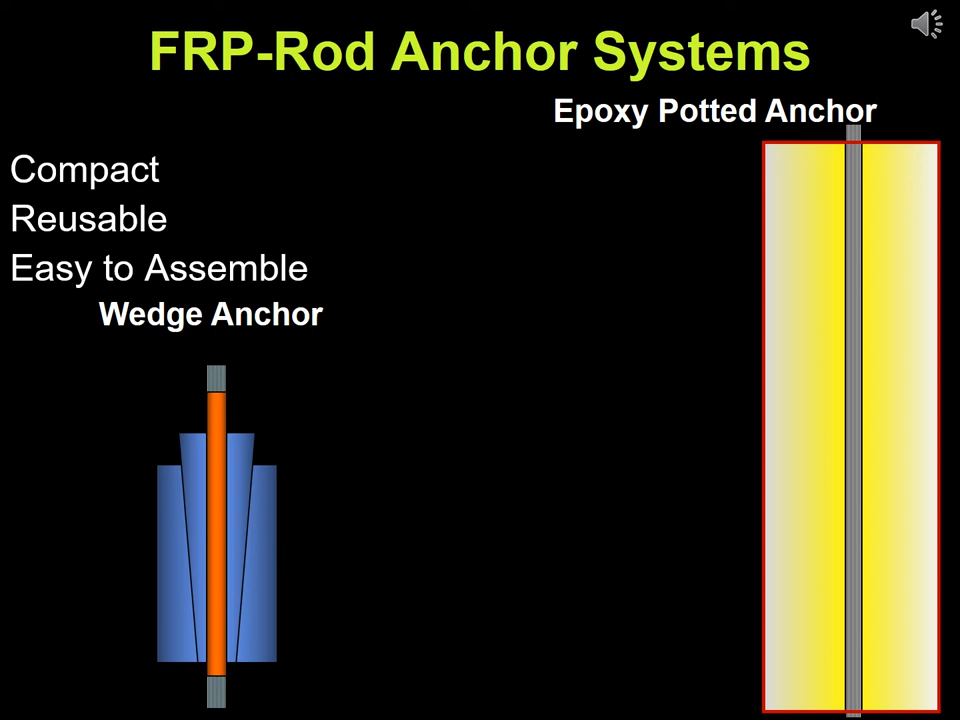 FRP-Rod Anchor Systems
Epoxy Potted Anchor
Compact
Reusable
Easy to Assemble
Wedge Anchor